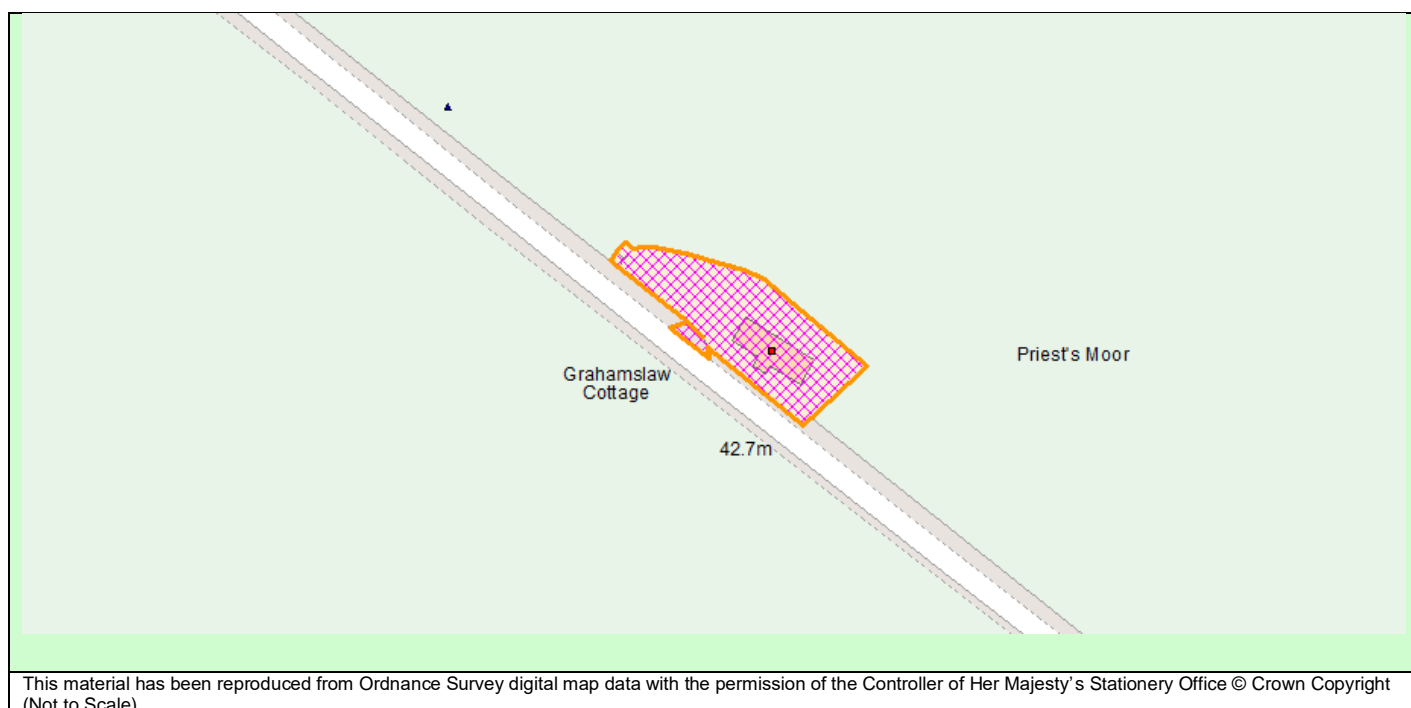 Priest's Moor
Grahamslaw
Cottage
42.7m
This material has been reproduced from Ordnance Survey digital map data with the permission of the Controller of Her Majesty's Stationery Office © Crown Copyright
(Not to Scale)